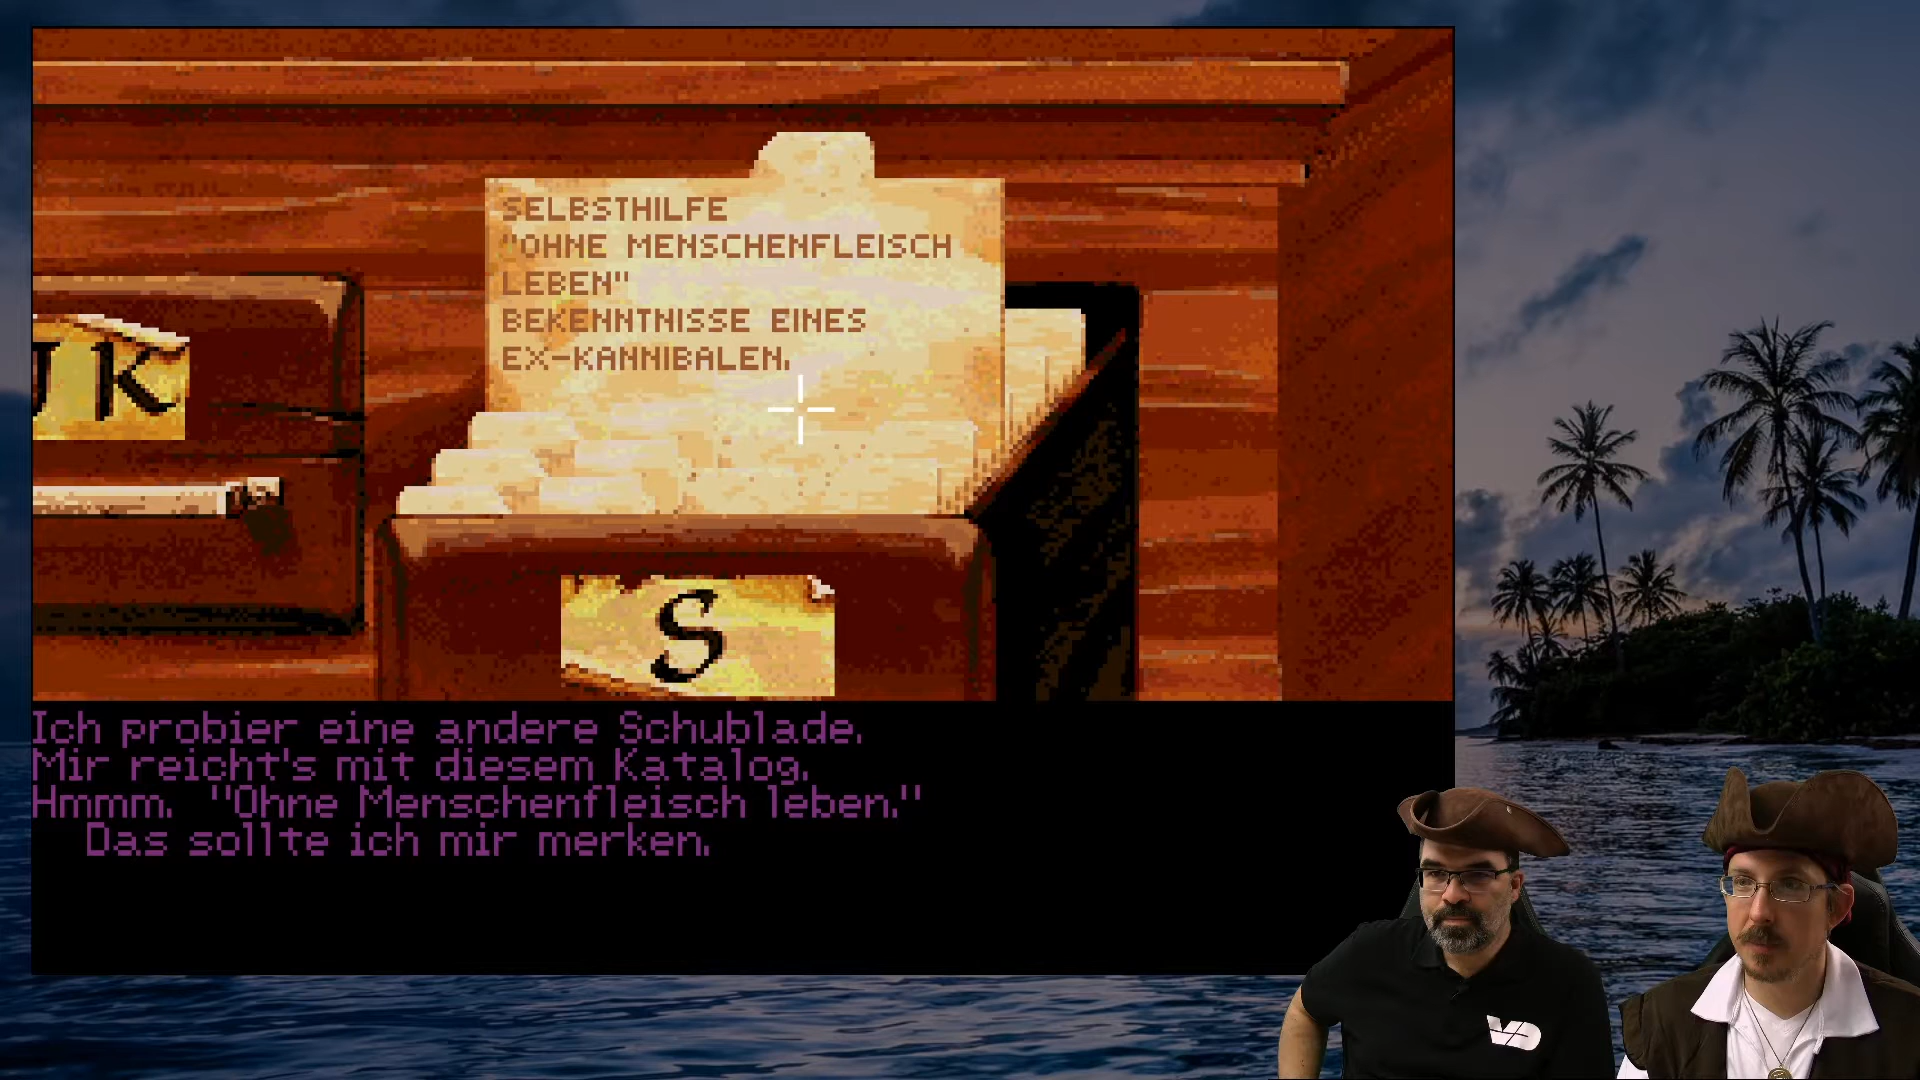 SELBSTHILFE
"OHNE MENSCHENFLEISCH
LEBEN"
BEKENNTNISSE EINES
EX-KANNIBALEN.
JK
S
Ich probier eine andere Schublade.
Mir reicht's mit diesem Katalog.
Hmmm. "Ohne Menschenfleisch leben."
Das sollte ich mir merken.